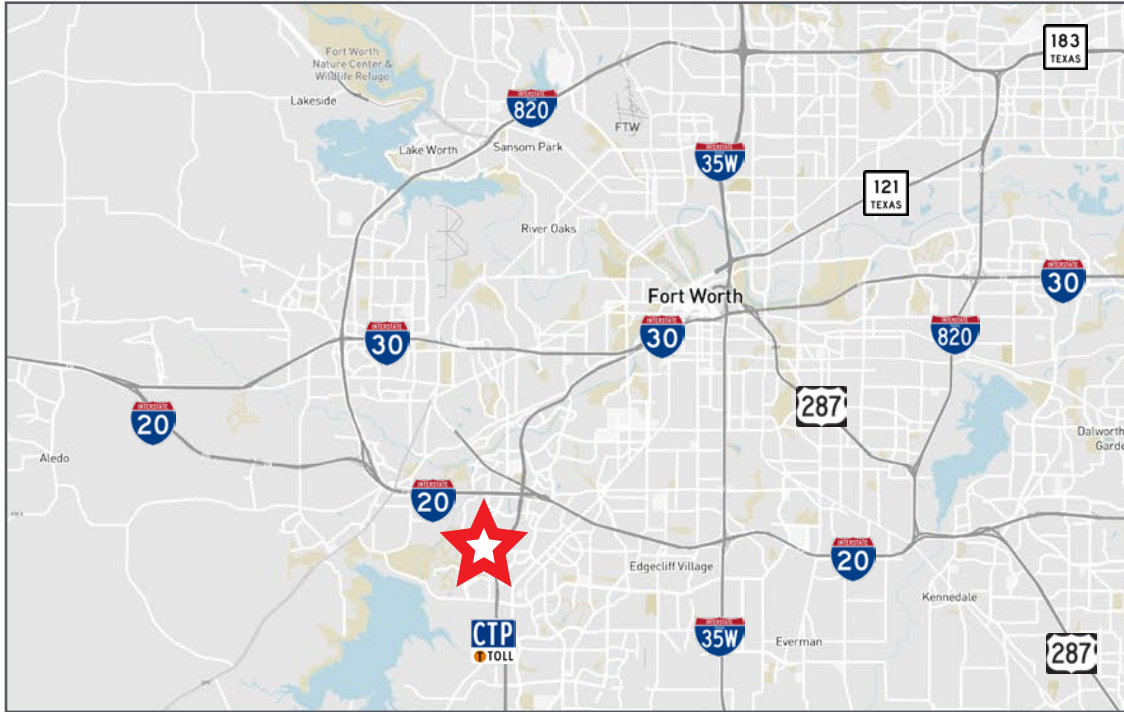 Fort Worth
Nature Center &
Wildlife Refuge
Lakeside
INTERSTATE
820
FTW
183
TEXAS
Lake Worth
Sansom Park
INTERSTATE
35W
121
TEXAS
River Oaks
Fort Worth
INTERSTATE
30
INTERSTATE
30
INTERSTATE
30
INTERSTATE
820
INTERSTATE
20
287
Dalworth
Garde
Aledo
INTERSTATE
20
Edgecliff Village
INTERSTATE
20
Kennedale
CTP
T TOLL
INTERSTATE
35W
Everman
287